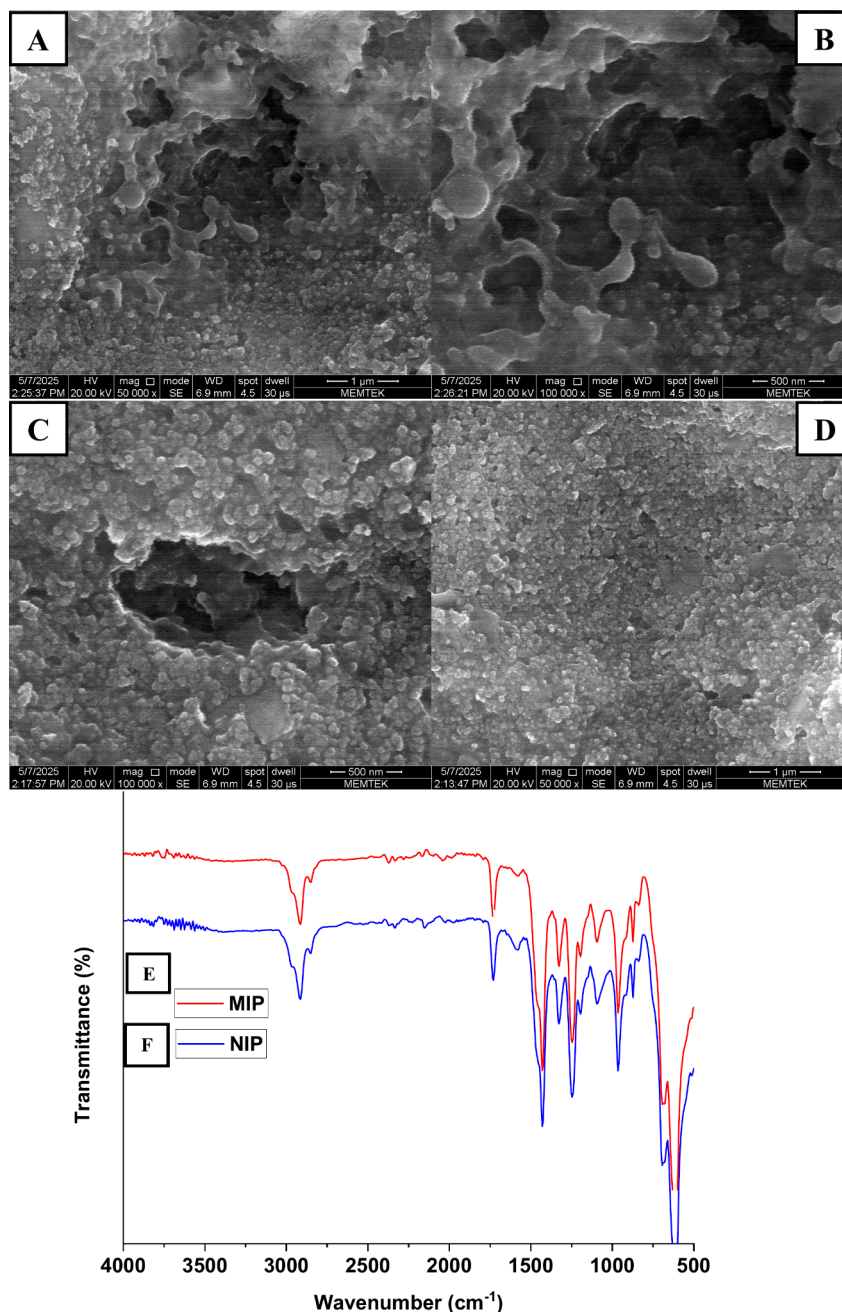 A
B
5/7/2025 HV mag □ mode WD spot dwell 1 µm
2:25:37 PM 20.00 kV 50 000 x SE 6.9 mm 4.5 30 µs MEMTEK
5/7/2025 HV mag □ mode WD spot dwell 500 nm
2:26:21 PM 20.00 kV 100 000 x SE 6.9 mm 4.5 30 µs MEMTEK
C
D
5/7/2025 HV mag □ mode WD spot dwell 500 nm
2:17:57 PM 20.00 kV 100 000 x SE 6.9 mm 4.5 30 µs MEMTEK
5/7/2025 HV mag □ mode WD spot dwell 1 µm
2:13:47 PM 20.00 kV 50 000 x SE 6.9 mm 4.5 30 µs MEMTEK
Transmittance (%)
E
MIP
F
NIP
4000 3500 3000 2500 2000 1500 1000 500
Wavenumber (cm⁻¹)